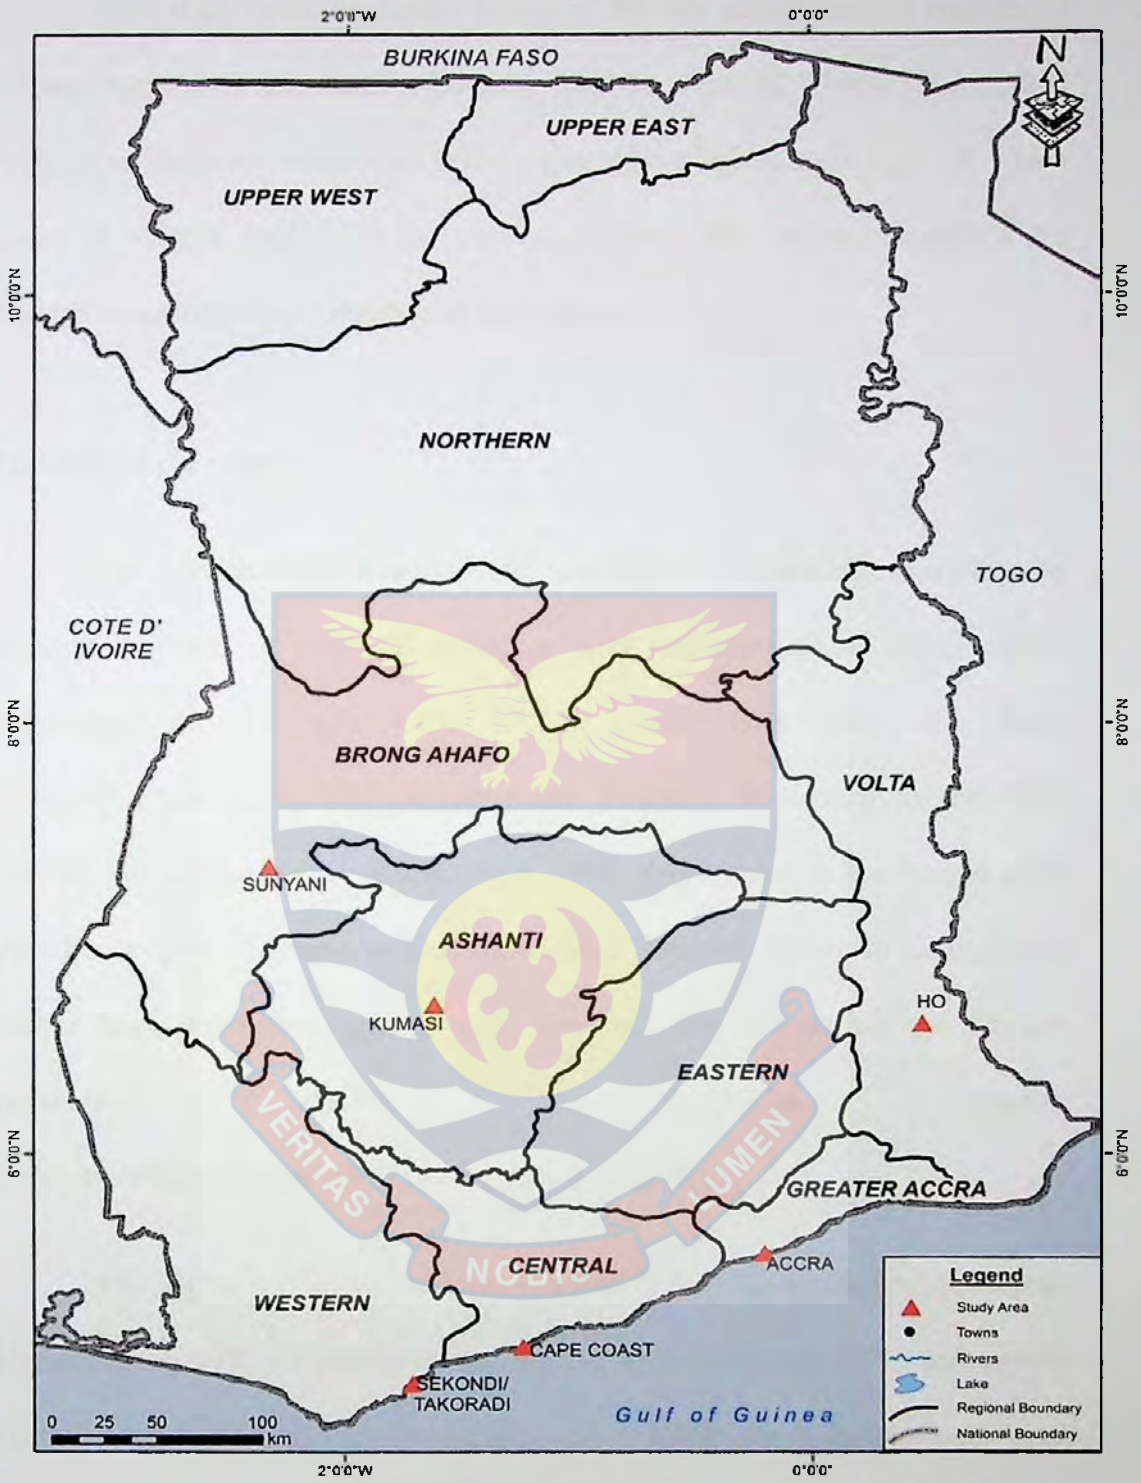 2°0'0"W
0°0'0"
BURKINA FASO
N
UPPER EAST
UPPER WEST
10°0'0"N
10°0'0"N
NORTHERN
TOGO
COTE D'
IVOIRE
8°0'0"N
8°0'0"N
BRONG AHAFO
VOLTA
SUNYANI
ASHANTI
HO
KUMASI
EASTERN
VERITAS
NOBIS
LUMEN
6°0'0"N
6°0'0"N
GREATER ACCRA
ACCRA
CENTRAL
WESTERN
CAPE COAST
SEKONDI/
TAKORADI
Gulf of Guinea
0 25 50 100
km
Legend
Study Area
Towns
Rivers
Lake
Regional Boundary
National Boundary
2°0'0"W
0°0'0"